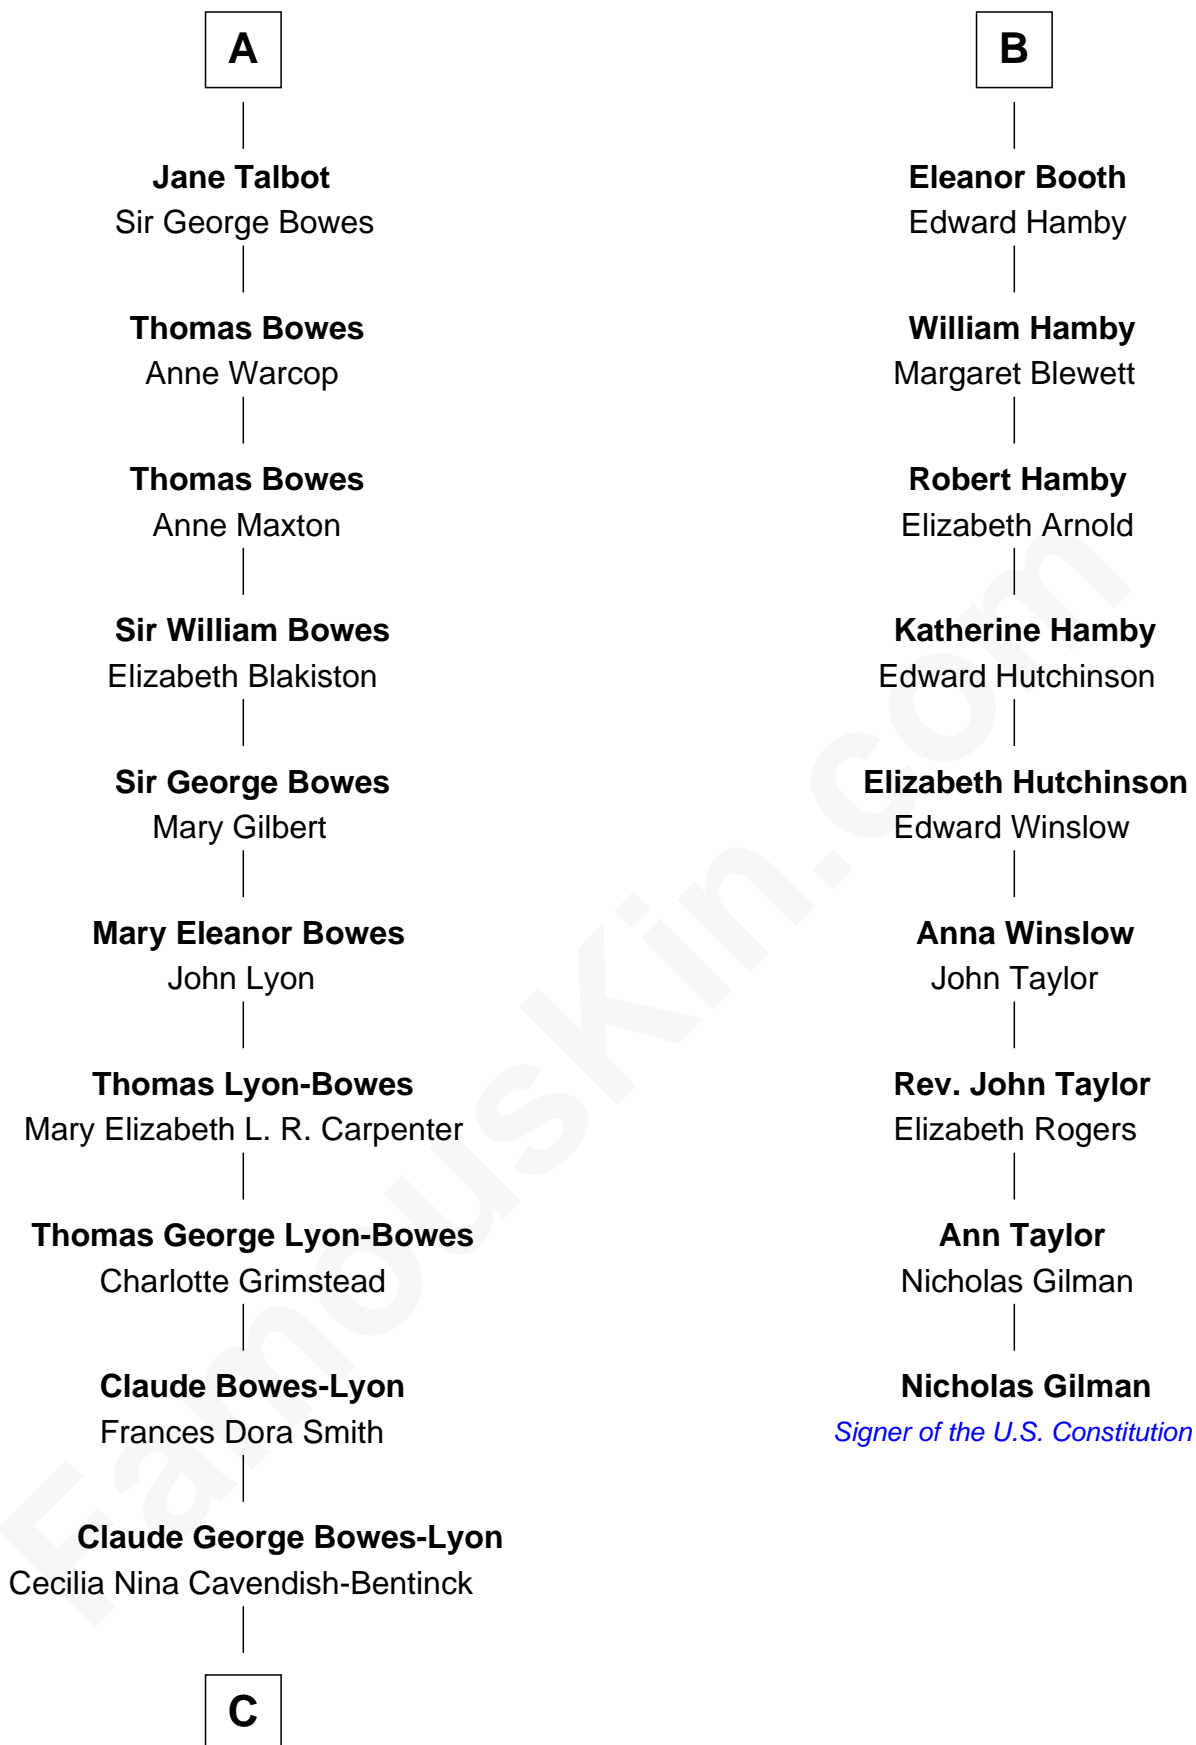 A
Jane Talbot
Sir George Bowes
Thomas Bowes
Anne Warcop
Thomas Bowes
Anne Maxton
Sir William Bowes
Elizabeth Blakiston
Sir George Bowes
Mary Gilbert
Mary Eleanor Bowes
John Lyon
Thomas Lyon-Bowes
Mary Elizabeth L. R. Carpenter
Thomas George Lyon-Bowes
Charlotte Grimstead
Claude Bowes-Lyon
Frances Dora Smith
Claude George Bowes-Lyon
Cecilia Nina Cavendish-Bentinck
C
B
Eleanor Booth
Edward Hamby
William Hamby
Margaret Blewett
Robert Hamby
Elizabeth Arnold
Katherine Hamby
Edward Hutchinson
Elizabeth Hutchinson
Edward Winslow
Anna Winslow
John Taylor
Rev. John Taylor
Elizabeth Rogers
Ann Taylor
Nicholas Gilman
Nicholas Gilman
Signer of the U.S. Constitution
FamousKin.com